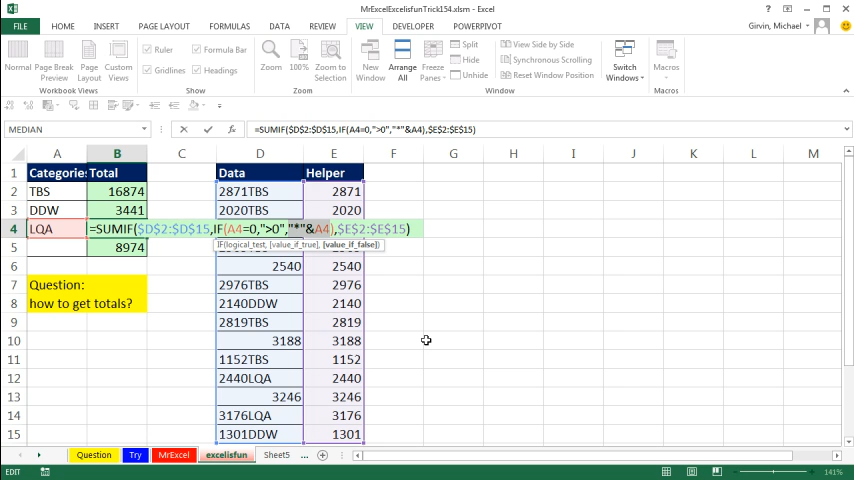 MrExcelExcelisfunTrick154.xlsm - Excel
FILE HOME INSERT PAGE LAYOUT FORMULAS DATA REVIEW VIEW DEVELOPER POWERPIVOT Girvin, Michael
Normal Page Break Preview Page Layout Custom Views
Workbook Views
Ruler Formula Bar
Gridlines Headings
Show
Zoom 100% Zoom to Selection
Zoom
New Window Arrange All Freeze Panes
Split
Hide
Unhide
View Side by Side
Synchronous Scrolling
Reset Window Position
Window
Switch Windows
Macros
Macros
MEDIAN =SUMIF($D$2:$D$15,IF(A4=0,">0","*"&A4),$E$2:$E$15)
A B C D E F G H I J K L M
1 Categories Total Data Helper
2 TBS 16874 2871TBS 2871
3 DDW 3441 2020TBS 2020
4 LQA =SUMIF($D$2:$D$15,IF(A4=0,">0","*"&A4),$E$2:$E$15)
IF(logical_test, [value_if_true], [value_if_false])
5 8974
6 2540 2540
7 Question: 2976TBS 2976
8 how to get totals? 2140DDW 2140
9 2819TBS 2819
10 3188 3188
11 1152TBS 1152
12 2440LQA 2440
13 3246 3246
14 3176LQA 3176
15 1301DDW 1301
Question Try MrExcel excelisfun Sheet5 ...
EDIT 141%